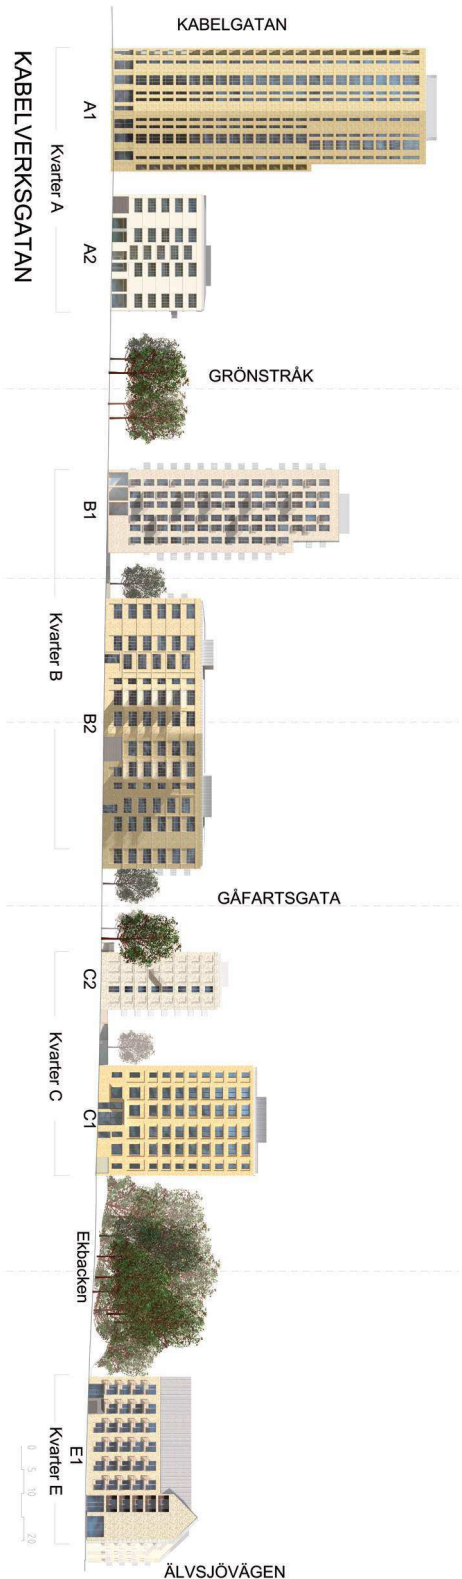 KABELGATAN
A1
A2
Kvarter A
KABELVERKSGATAN
GRÖNSTRÅK
B1
Kvarter B
B2
GÅFARTSGATA
C2
Kvarter C
C1
Ekbacken
E1
Kvarter E
0 5 10 20
ÄLVSJÖVÄGEN